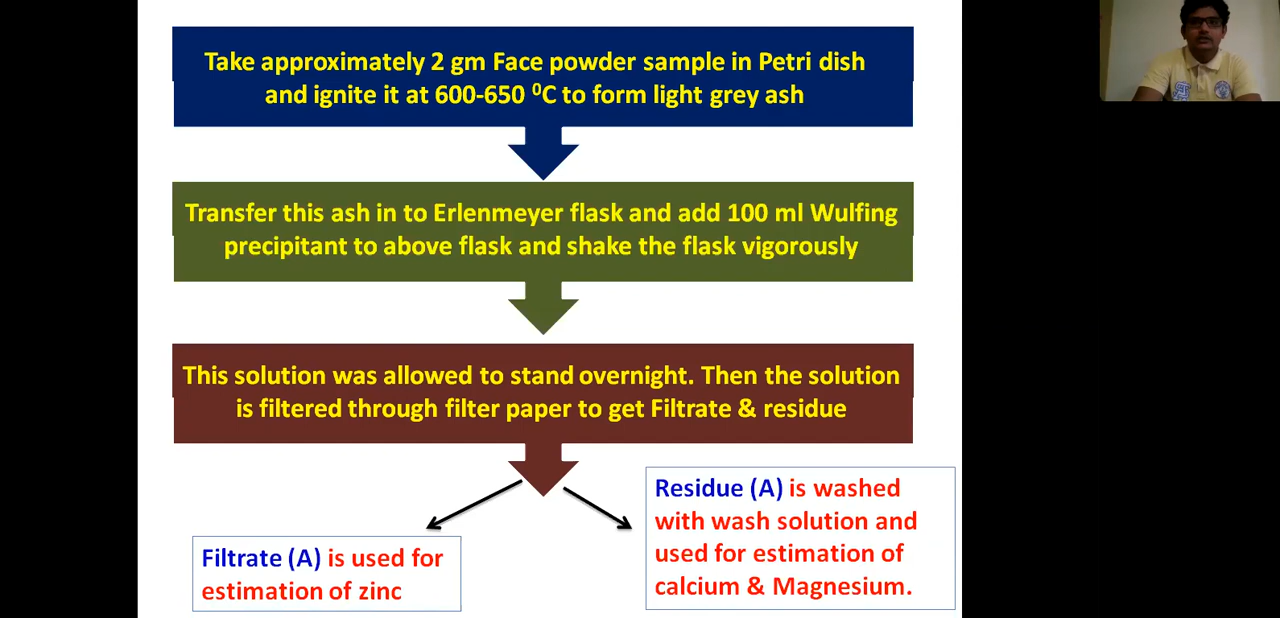 Take approximately 2 gm Face powder sample in Petri dish
and ignite it at 600-650 ⁰C to form light grey ash
Transfer this ash in to Erlenmeyer flask and add 100 ml Wulfing
precipitant to above flask and shake the flask vigorously
This solution was allowed to stand overnight. Then the solution
is filtered through filter paper to get Filtrate & residue
Filtrate (A) is used for
estimation of zinc
Residue (A) is washed
with wash solution and
used for estimation of
calcium & Magnesium.